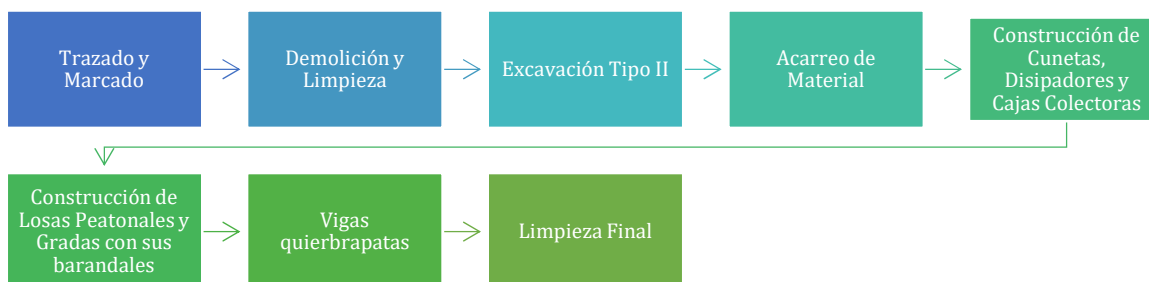 Trazado y
Marcado
Demolición y
Limpieza
Excavación Tipo II
Acarreo de
Material
Construcción de
Cunetas,
Disipadores y
Cajas Colectoras
Construcción de
Losas Peatonales y
Gradas con sus
barandales
Vigas
quierbrapatas
Limpieza Final